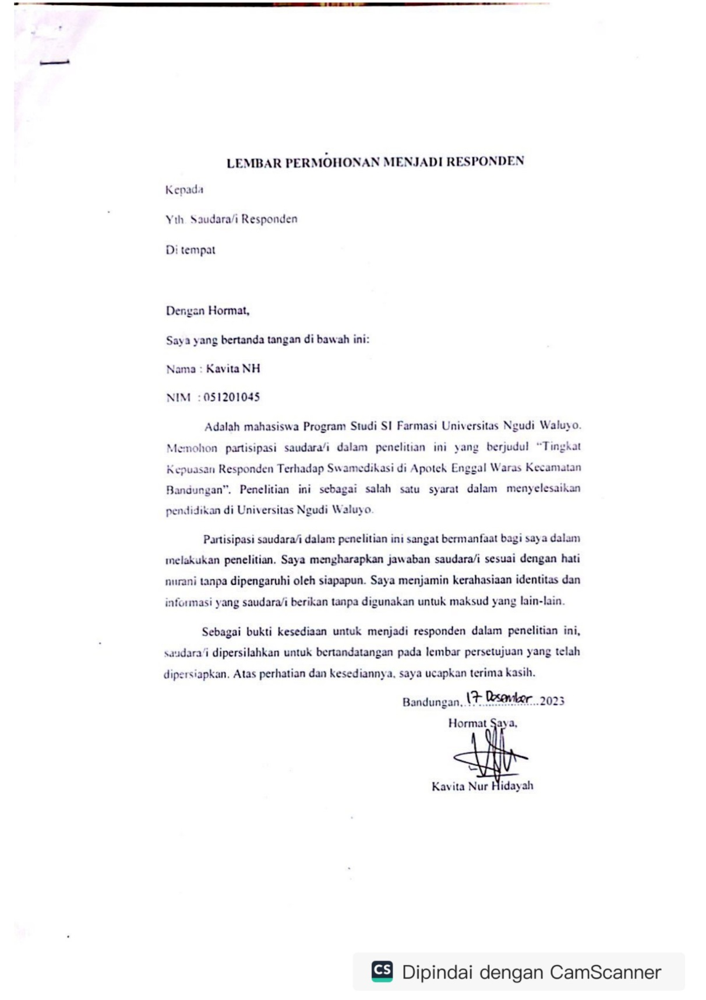 LEMBAR PERMOHONAN MENJADI RESPONDEN
Kepada
Yth. Saudara/i Responden
Di tempat
Dengan Hormat,
Saya yang bertanda tangan di bawah ini:
Nama : Kavita NH
NIM : 051201045
Adalah mahasiswa Program Studi SI Farmasi Universitas Ngudi Waluyo.
Memohon partisipasi saudara/i dalam penelitian ini yang berjudul “Tingkat
Kepuasan Responden Terhadap Swamedikasi di Apotek Enggal Waras Kecamatan
Bandungan”. Penelitian ini sebagai salah satu syarat dalam menyelesaikan
pendidikan di Universitas Ngudi Waluyo.
Partisipasi saudara/i dalam penelitian ini sangat bermanfaat bagi saya dalam
melakukan penelitian. Saya mengharapkan jawaban saudara/i sesuai dengan hati
nurani tanpa dipengaruhi oleh siapapun. Saya menjamin kerahasiaan identitas dan
informasi yang saudara/i berikan tanpa digunakan untuk maksud yang lain-lain.
Sebagai bukti kesediaan untuk menjadi responden dalam penelitian ini,
saudara/i dipersilahkan untuk bertandatangan pada lembar persetujuan yang telah
dipersiapkan. Atas perhatian dan kesediannya, saya ucapkan terima kasih.
Bandungan, 17 Desember 2023
Hormat Saya,
Kavita Nur Hidayah
CS Dipindai dengan CamScanner